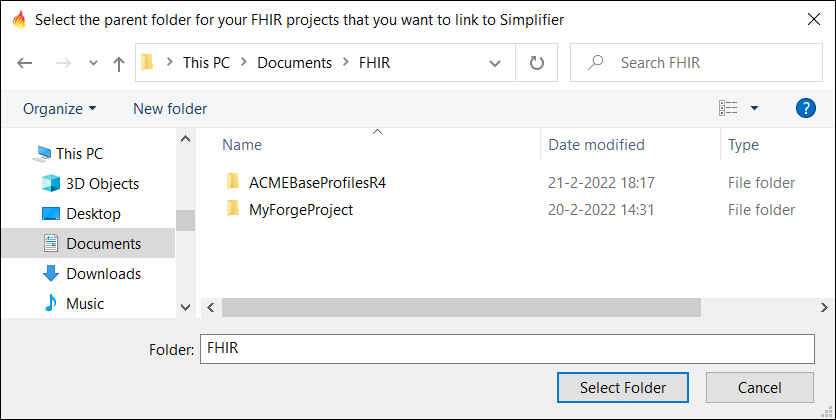 Select the parent folder for your FHIR projects that you want to link to Simplifier
This PC Documents FHIR
Search FHIR
Organize New folder
Name Date modified Type
This PC
3D Objects
Desktop
Documents
Downloads
Music
ACMEBaseProfilesR4 21-2-2022 18:17 File folder
MyForgeProject 20-2-2022 14:31 File folder
Folder: FHIR
Select Folder Cancel